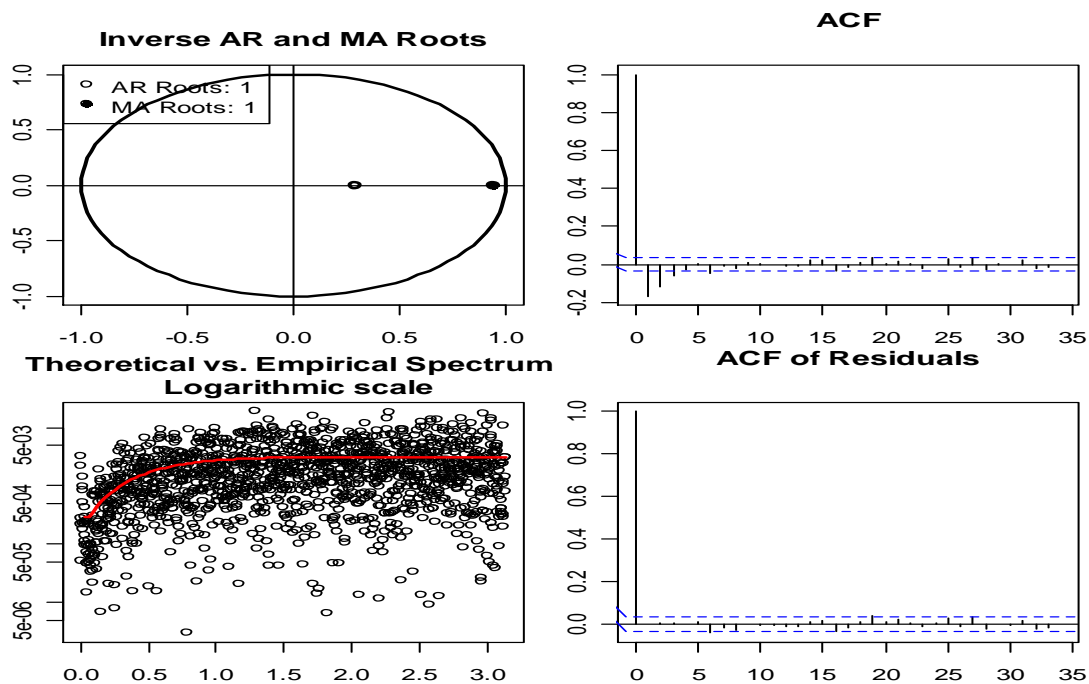 Inverse AR and MA Roots
AR Roots: 1
MA Roots: 1
1.0
0.5
0.0
-0.5
-1.0
-1.0 -0.5 0.0 0.5 1.0
ACF
1.0
0.8
0.6
0.4
0.2
0.0
-0.2
0 5 10 15 20 25 30 35
Theoretical vs. Empirical Spectrum
Logarithmic scale
5e-03
5e-04
5e-05
5e-06
0.0 0.5 1.0 1.5 2.0 2.5 3.0
ACF of Residuals
1.0
0.8
0.6
0.4
0.2
0.0
0 5 10 15 20 25 30 35